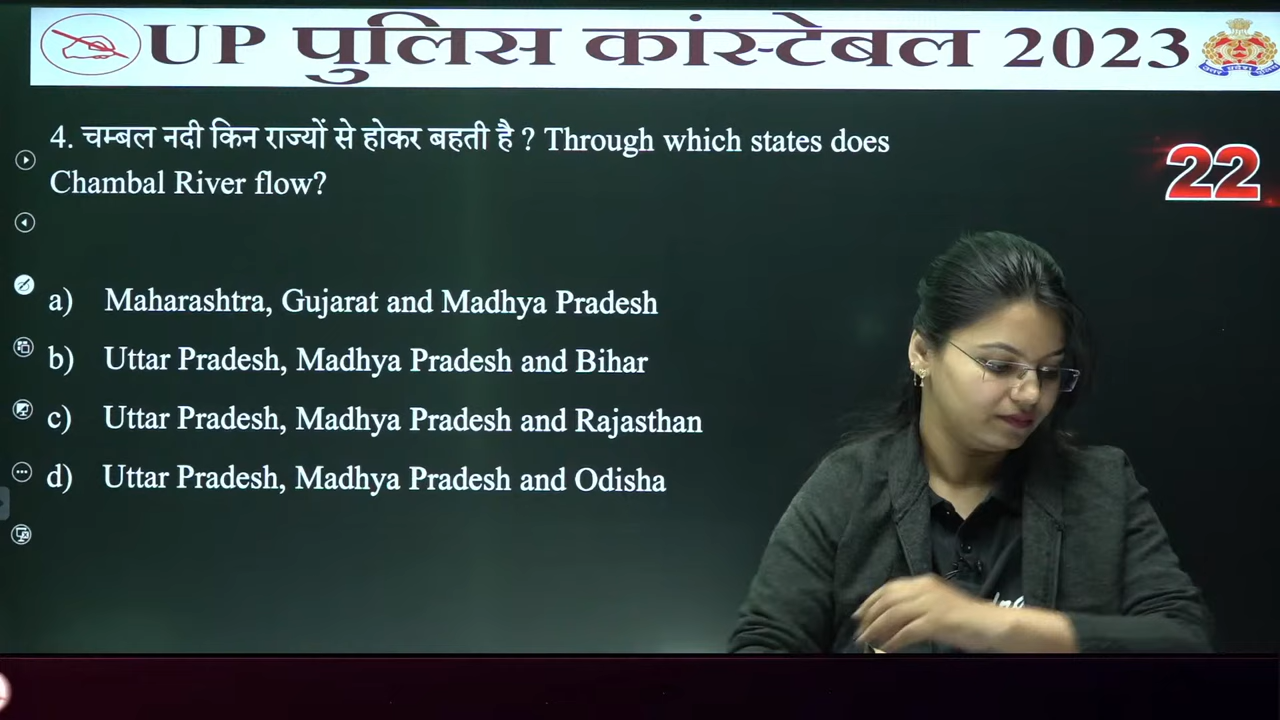 UP पुलिस कांस्टेबल 2023
4. चम्बल नदी किन राज्यों से होकर बहती है ? Through which states does
Chambal River flow?
22
a) Maharashtra, Gujarat and Madhya Pradesh
b) Uttar Pradesh, Madhya Pradesh and Bihar
c) Uttar Pradesh, Madhya Pradesh and Rajasthan
d) Uttar Pradesh, Madhya Pradesh and Odisha